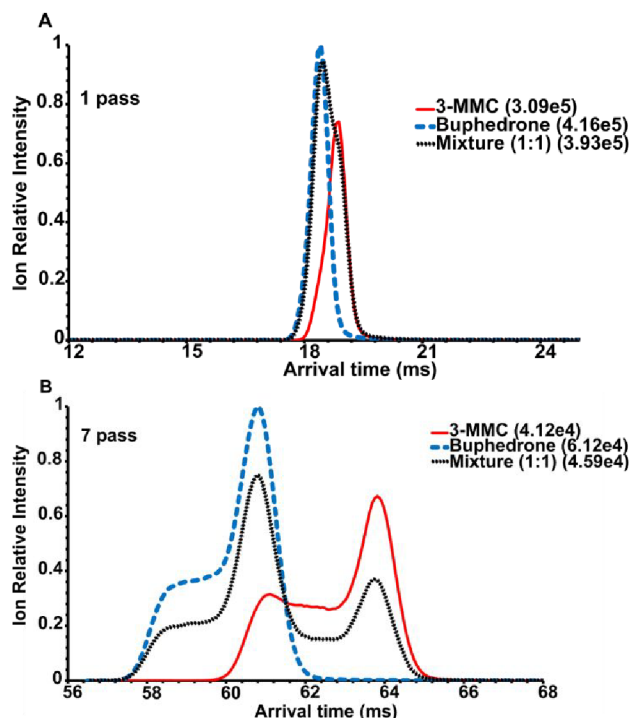 A
1
0.8
0.6
0.4
0.2
0
Ion Relative Intensity
1 pass
3-MMC (3.09e5)
Buphedrone (4.16e5)
Mixture (1:1) (3.93e5)
12 15 18 21 24
Arrival time (ms)
B
1
0.8
0.6
0.4
0.2
0
Ion Relative Intensity
7 pass
3-MMC (4.12e4)
Buphedrone (6.12e4)
Mixture (1:1) (4.59e4)
56 58 60 62 64 66 68
Arrival time (ms)